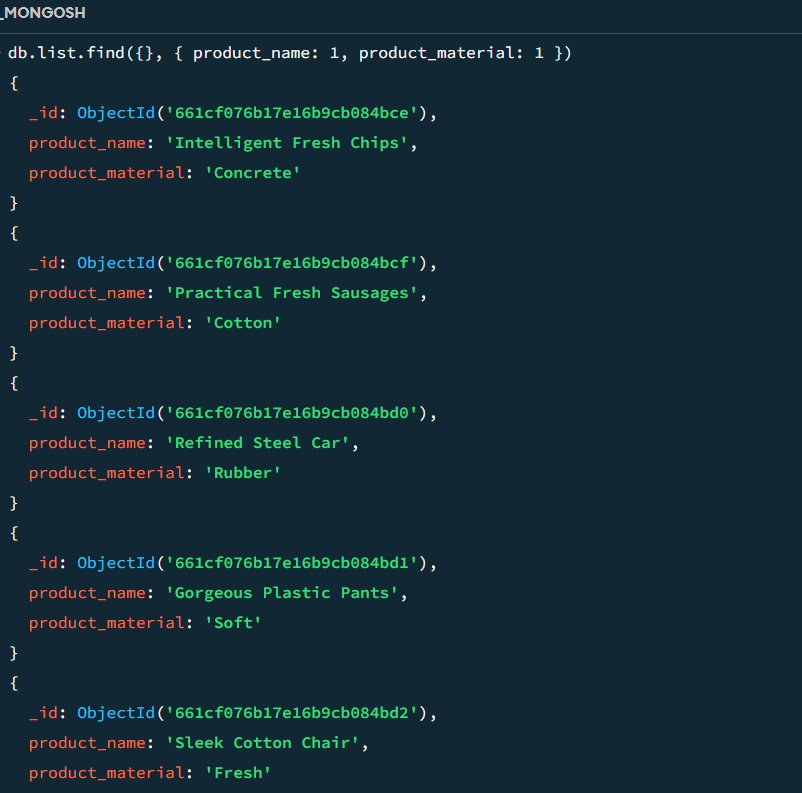 _MONGOSH
db.list.find({}, { product_name: 1, product_material: 1 })
{
_id: ObjectId('661cf076b17e16b9cb084bce'),
product_name: 'Intelligent Fresh Chips',
product_material: 'Concrete'
}
{
_id: ObjectId('661cf076b17e16b9cb084bcf'),
product_name: 'Practical Fresh Sausages',
product_material: 'Cotton'
}
{
_id: ObjectId('661cf076b17e16b9cb084bd0'),
product_name: 'Refined Steel Car',
product_material: 'Rubber'
}
{
_id: ObjectId('661cf076b17e16b9cb084bd1'),
product_name: 'Gorgeous Plastic Pants',
product_material: 'Soft'
}
{
_id: ObjectId('661cf076b17e16b9cb084bd2'),
product_name: 'Sleek Cotton Chair',
product_material: 'Fresh'